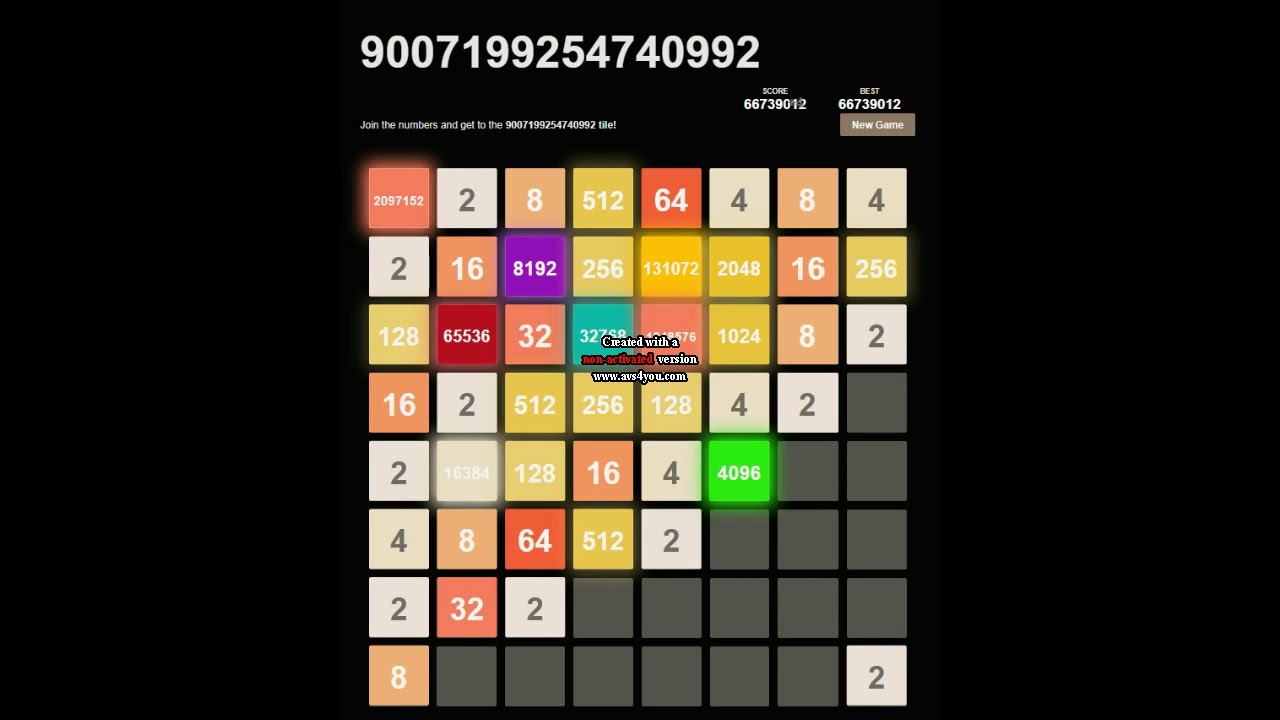 9007199254740992
SCORE BEST
66739012 66739012
Join the numbers and get to the 9007199254740992 tile! New Game
2097152 2 8 512 64 4 8 4
2 16 8192 256 131072 2048 16 256
128 65536 32 32768 1048576 1024 8 2
Created with a
non-activated version
www.avs4you.com
16 2 512 256 128 4 2
2 16384 128 16 4 4096
4 8 64 512 2
2 32 2
8 2